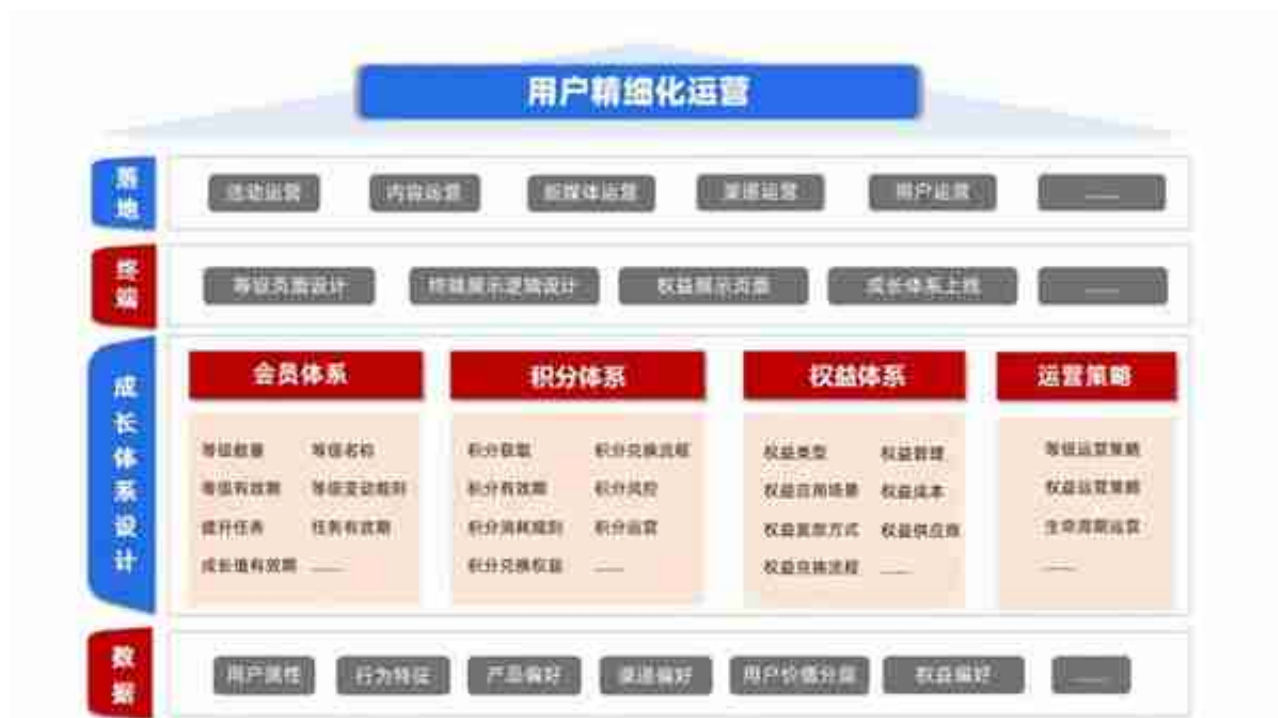 用户精细化运营
落地
活动运营 内容运营 新媒体运营 渠道运营 用户运营 ......
终端
等级页面设计 终端展示逻辑设计 权益展示页面 成长体系上线 ......
成长体系设计
会员体系 积分体系 权益体系 运营策略
等级数量 等级名称 积分获取 积分兑换流程 权益类型 权益管理 等级运营策略
等级有效期 等级变动规则 积分有效期 积分风控 权益应用场景 权益成本 权益运营策略
提升任务 任务有效期 积分消耗规则 积分运营 权益发放方式 权益供应商 生命周期运营
成长值有效期 ...... 积分兑换权益 ...... 权益兑换流程 ...... ......
数据
用户属性 行为特征 产品偏好 渠道偏好 用户价值分层 权益偏好 ......